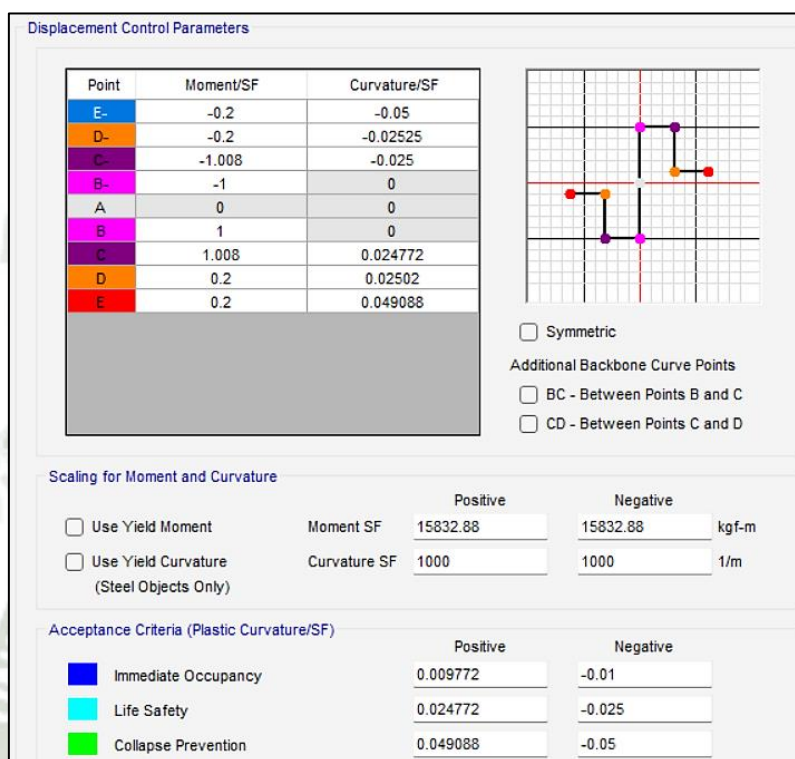 Displacement Control Parameters
Point Moment/SF Curvature/SF
E- -0.2 -0.05
D- -0.2 -0.02525
C- -1.008 -0.025
B- -1 0
A 0 0
B 1 0
C 1.008 0.024772
D 0.2 0.02502
E 0.2 0.049088
Symmetric
Additional Backbone Curve Points
BC - Between Points B and C
CD - Between Points C and D
Scaling for Moment and Curvature
Positive Negative
Use Yield Moment Moment SF 15832.88 15832.88 kgf-m
Use Yield Curvature Curvature SF 1000 1000 1/m
(Steel Objects Only)
Acceptance Criteria (Plastic Curvature/SF)
Positive Negative
Immediate Occupancy 0.009772 -0.01
Life Safety 0.024772 -0.025
Collapse Prevention 0.049088 -0.05